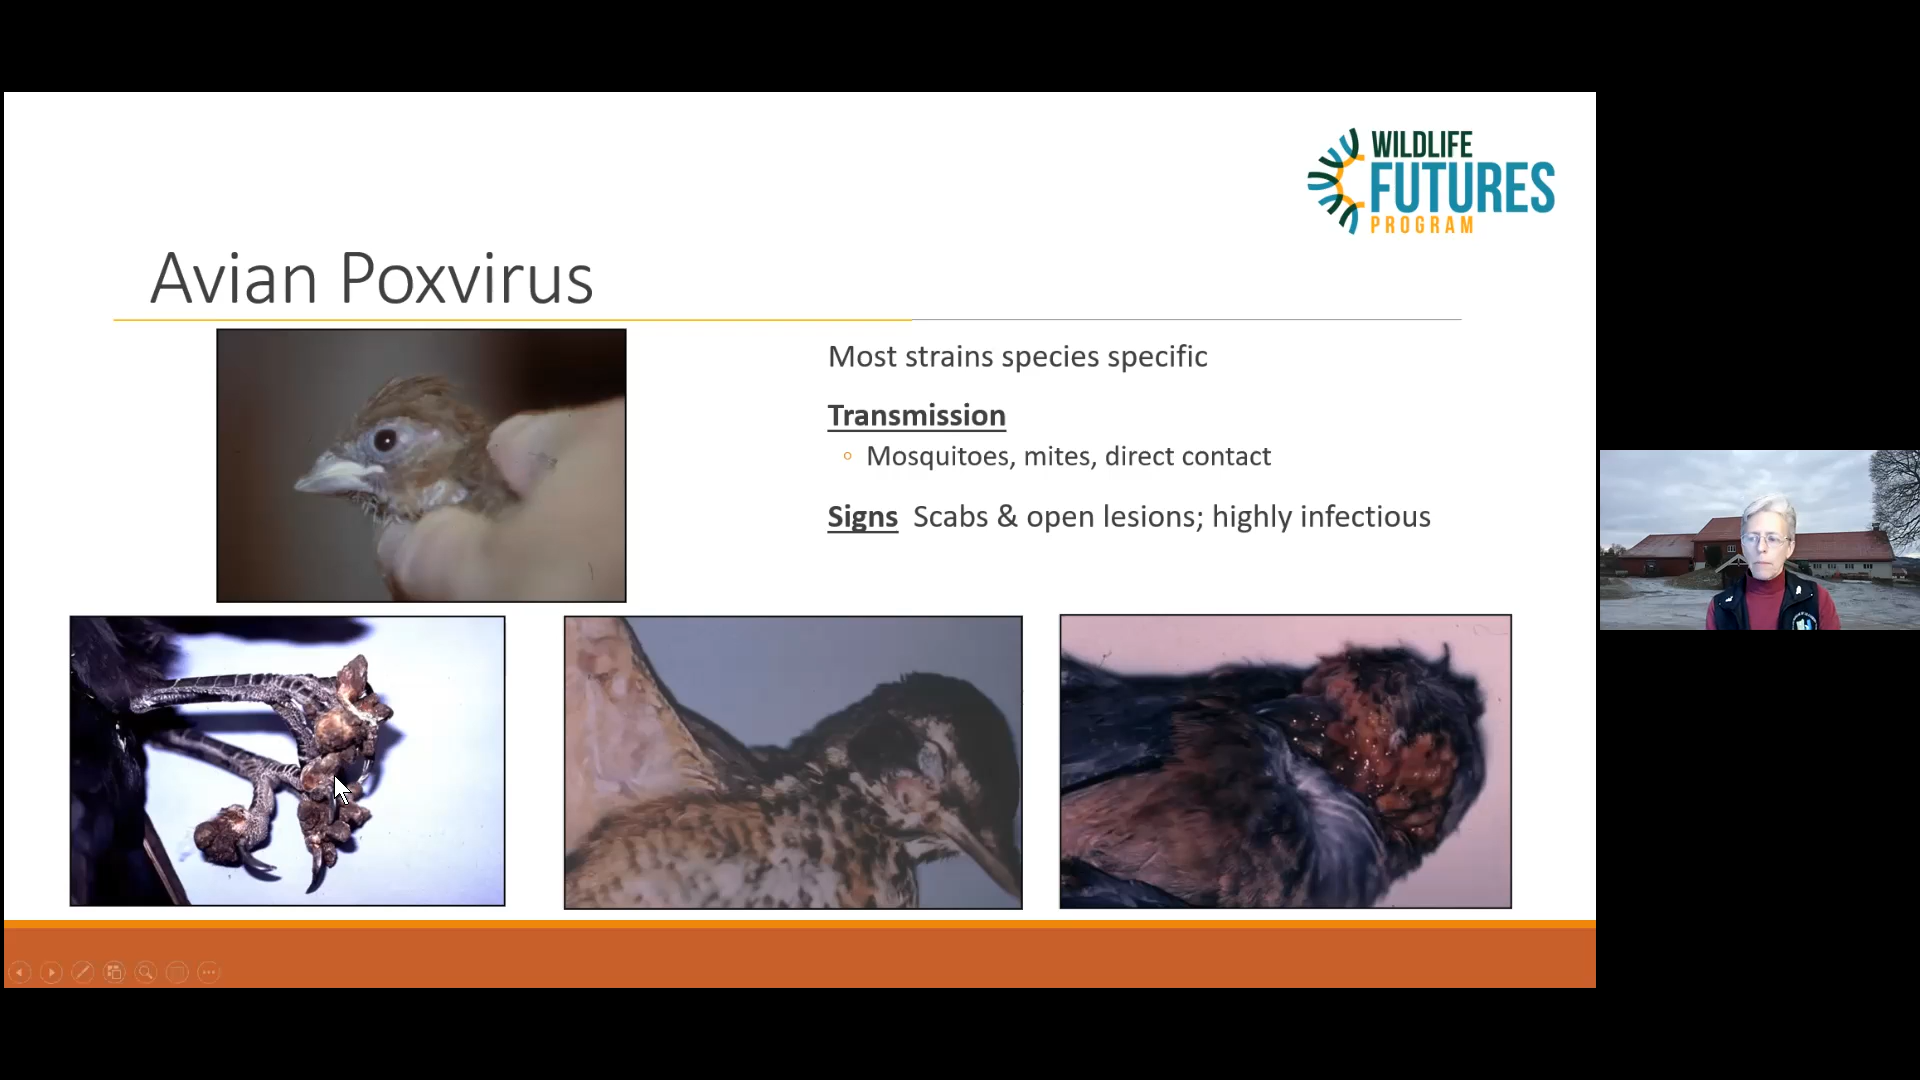 WILDLIFE
FUTURES
PROGRAM
Avian Poxvirus
Most strains species specific
Transmission
Mosquitoes, mites, direct contact
Signs Scabs & open lesions; highly infectious